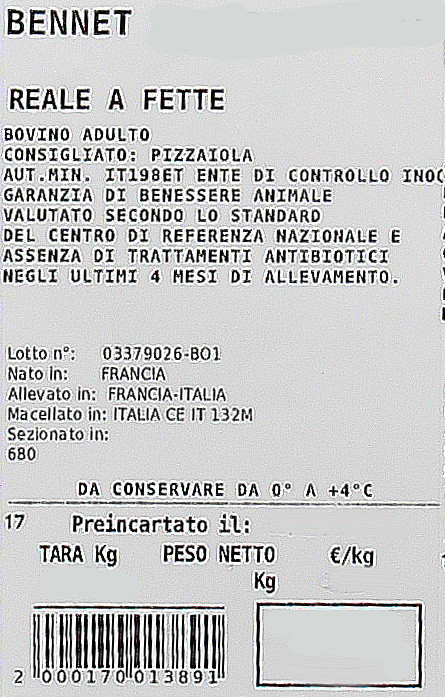 BENNET
REALE A FETTE
BOVINO ADULTO
CONSIGLIATO: PIZZAIOLA
AUT.MIN. IT198ET ENTE DI CONTROLLO INOC
GARANZIA DI BENESSERE ANIMALE
VALUTATO SECONDO LO STANDARD
DEL CENTRO DI REFERENZA NAZIONALE E
ASSENZA DI TRATTAMENTI ANTIBIOTICI
NEGLI ULTIMI 4 MESI DI ALLEVAMENTO.
Lotto n°: 03379026-BO1
Nato in: FRANCIA
Allevato in: FRANCIA-ITALIA
Macellato in: ITALIA CE IT 132M
Sezionato in:
680
DA CONSERVARE DA 0° A +4°C
17 Preincartato il:
TARA Kg PESO NETTO €/kg
Kg
2 000170 013891